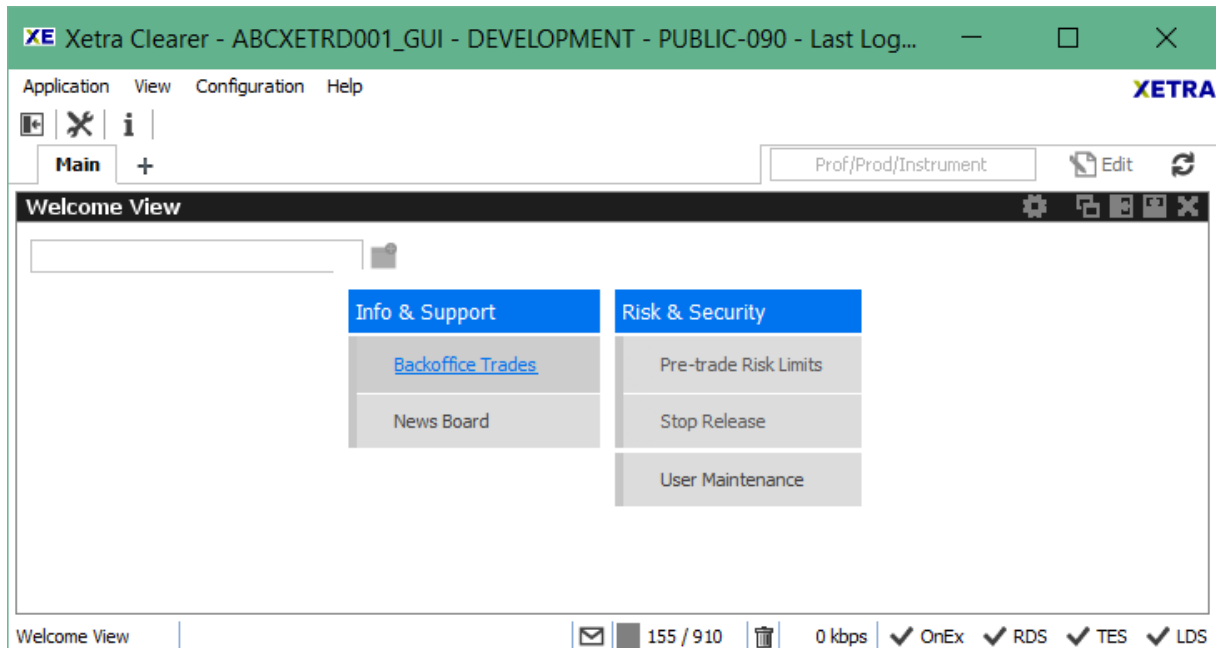 XE Xetra Clearer - ABCXETRD001_GUI - DEVELOPMENT - PUBLIC-090 - Last Log...
Application View Configuration Help
XETRA
i
Main +
Prof/Prod/Instrument
Edit
Welcome View
Info & Support
Backoffice Trades
News Board
Risk & Security
Pre-trade Risk Limits
Stop Release
User Maintenance
Welcome View
155 / 910
0 kbps
OnEx
RDS
TES
LDS